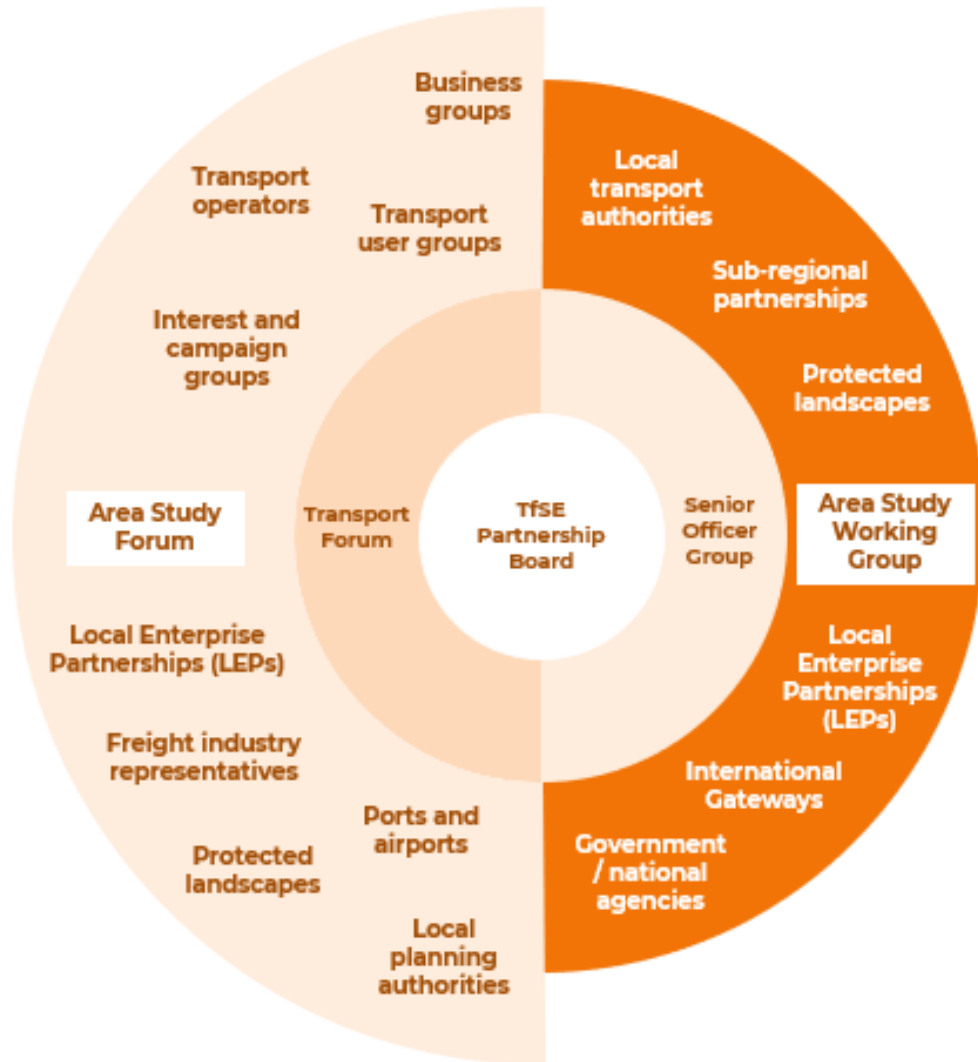 Business
groups
Transport
operators
Transport
user groups
Interest and
campaign
groups
Area Study
Forum
Local Enterprise
Partnerships (LEPs)
Freight industry
representatives
Ports and
airports
Protected
landscapes
Local
planning
authorities
Transport
Forum
TfSE
Partnership
Board
Senior
Officer
Group
Local
transport
authorities
Sub-regional
partnerships
Protected
landscapes
Area Study
Working
Group
Local
Enterprise
Partnerships
(LEPs)
International
Gateways
Government
/ national
agencies